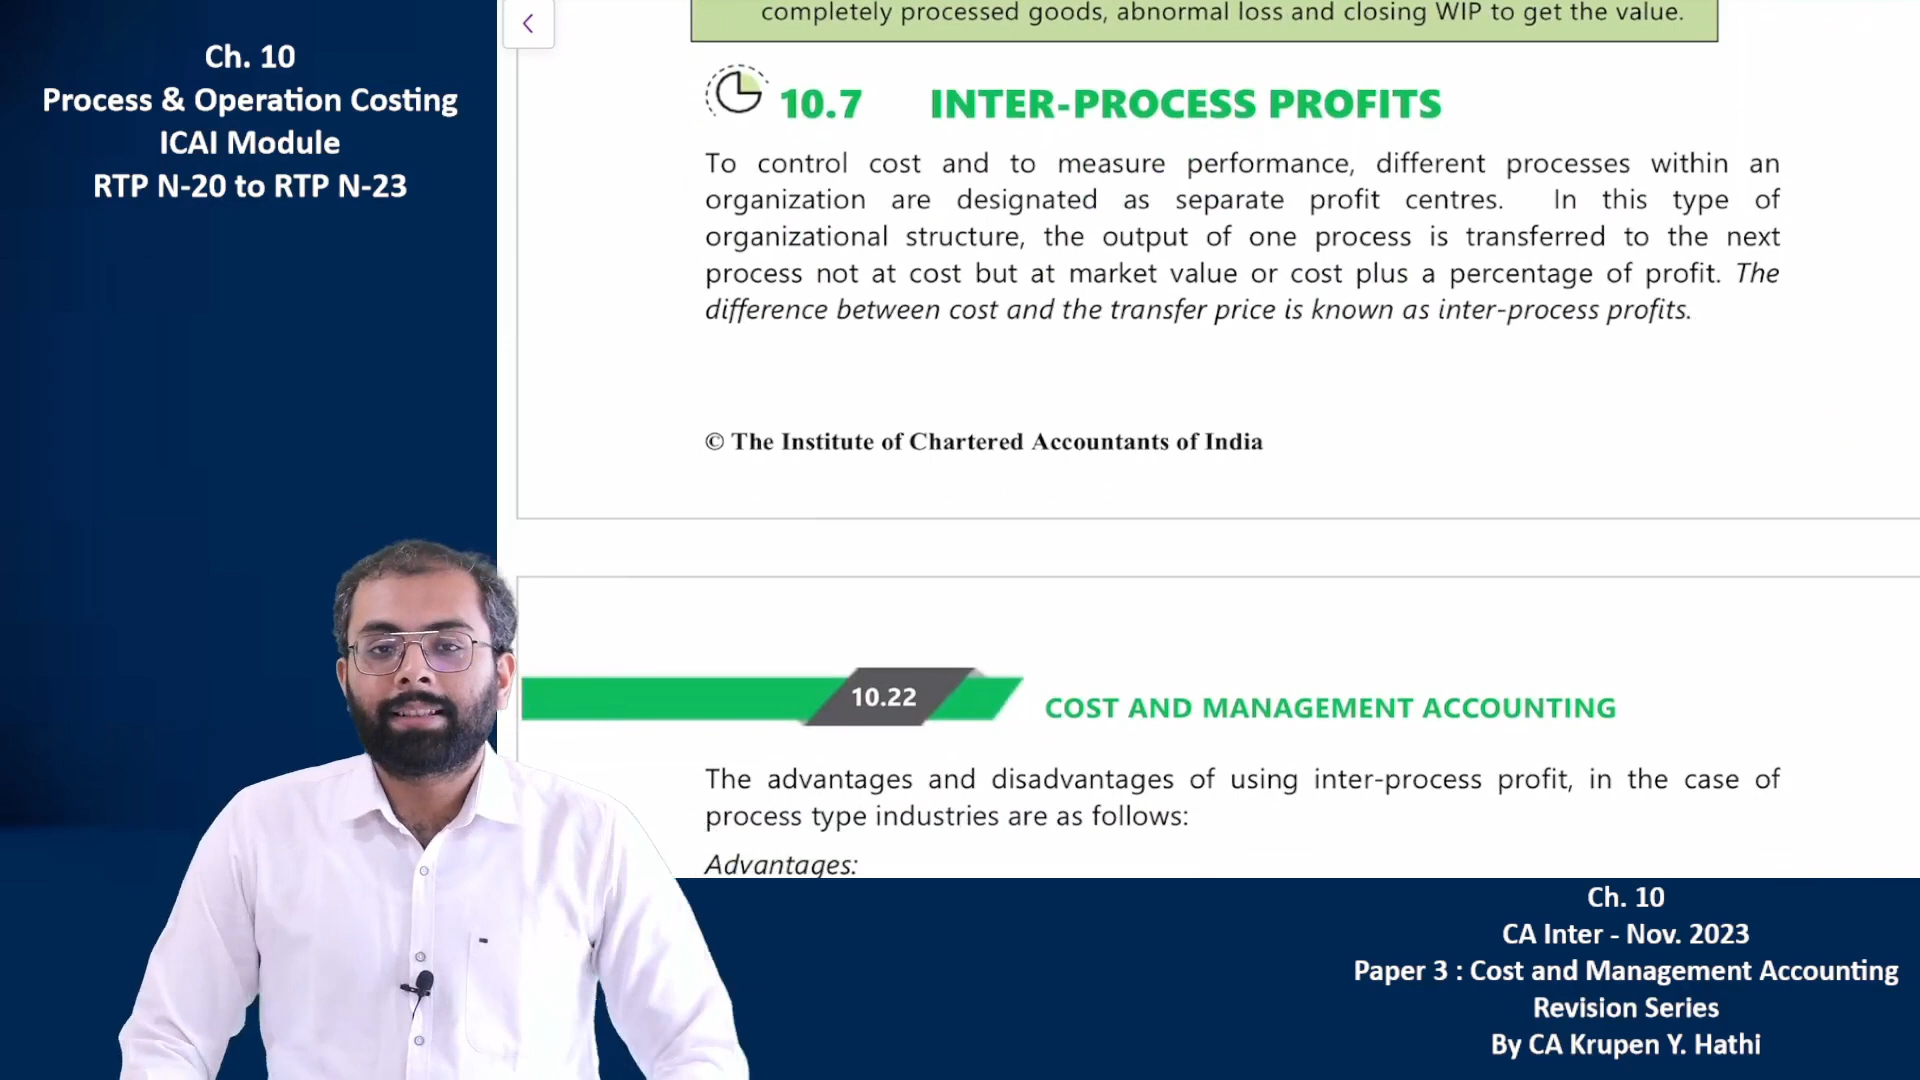 Ch. 10
Process & Operation Costing
ICAI Module
RTP N-20 to RTP N-23
completely processed goods, abnormal loss and closing WIP to get the value.
10.7 INTER-PROCESS PROFITS
To control cost and to measure performance, different processes within an
organization are designated as separate profit centres. In this type of
organizational structure, the output of one process is transferred to the next
process not at cost but at market value or cost plus a percentage of profit. The
difference between cost and the transfer price is known as inter-process profits.
© The Institute of Chartered Accountants of India
10.22 COST AND MANAGEMENT ACCOUNTING
The advantages and disadvantages of using inter-process profit, in the case of
process type industries are as follows:
Advantages:
Ch. 10
CA Inter - Nov. 2023
Paper 3 : Cost and Management Accounting
Revision Series
By CA Krupen Y. Hathi